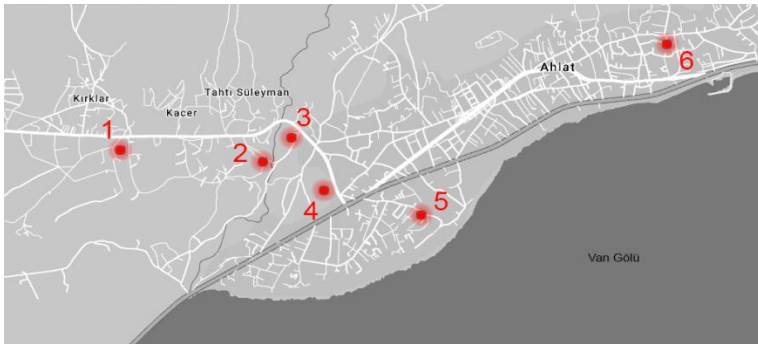 6
Ahlat
Tahtı Süleyman
Kırklar
Kacer
1
2
3
4
5
Van Gölü